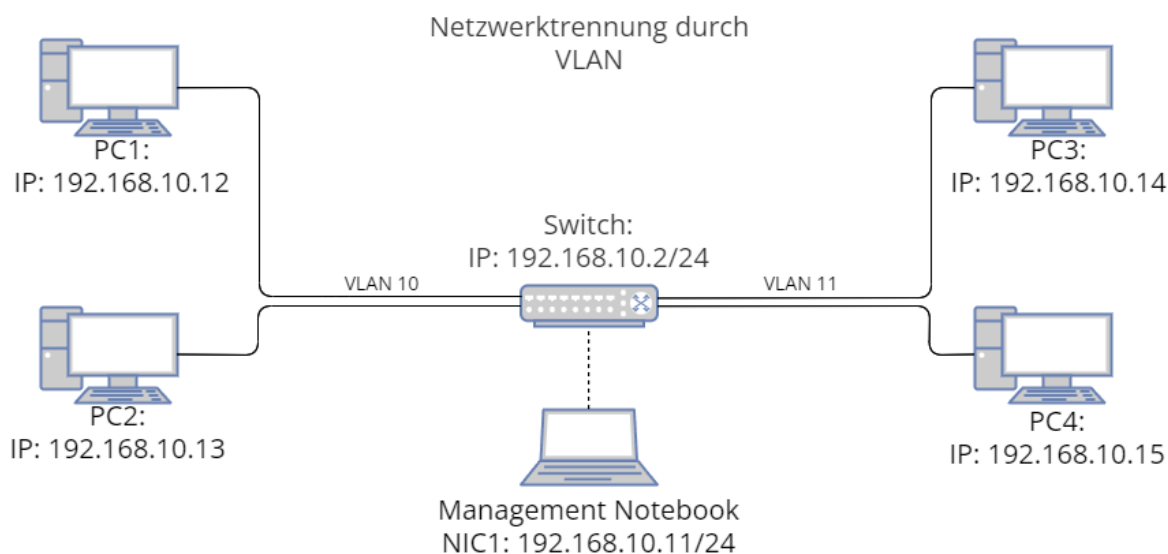 Netzwerktrennung durch
VLAN
PC1:
IP: 192.168.10.12
PC3:
IP: 192.168.10.14
Switch:
IP: 192.168.10.2/24
VLAN 10
VLAN 11
PC2:
IP: 192.168.10.13
PC4:
IP: 192.168.10.15
Management Notebook
NIC1: 192.168.10.11/24